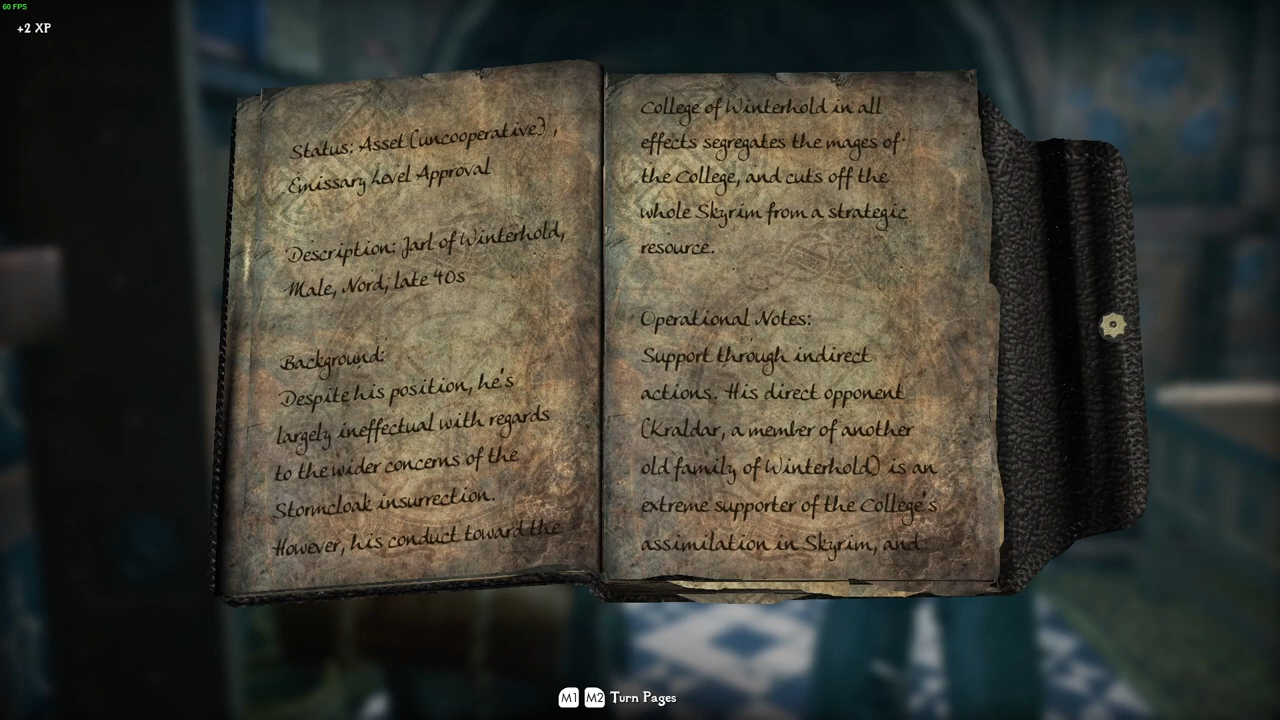 60 FPS
+2 XP
Status: Asset (uncooperative) ,
Emissary Level Approval
Description: Jarl of Winterhold,
Male, Nord, late 40s
Background:
Despite his position, he's
largely ineffectual with regards
to the wider concerns of the
Stormcloak insurrection.
However, his conduct toward the
College of Winterhold in all
effects segregates the mages of
the College, and cuts off the
whole Skyrim from a strategic
resource.
Operational Notes:
Support through indirect
actions. His direct opponent
(Kraldar, a member of another
old family of Winterhold) is an
extreme supporter of the College's
assimilation in Skyrim, and
M1 M2 Turn Pages